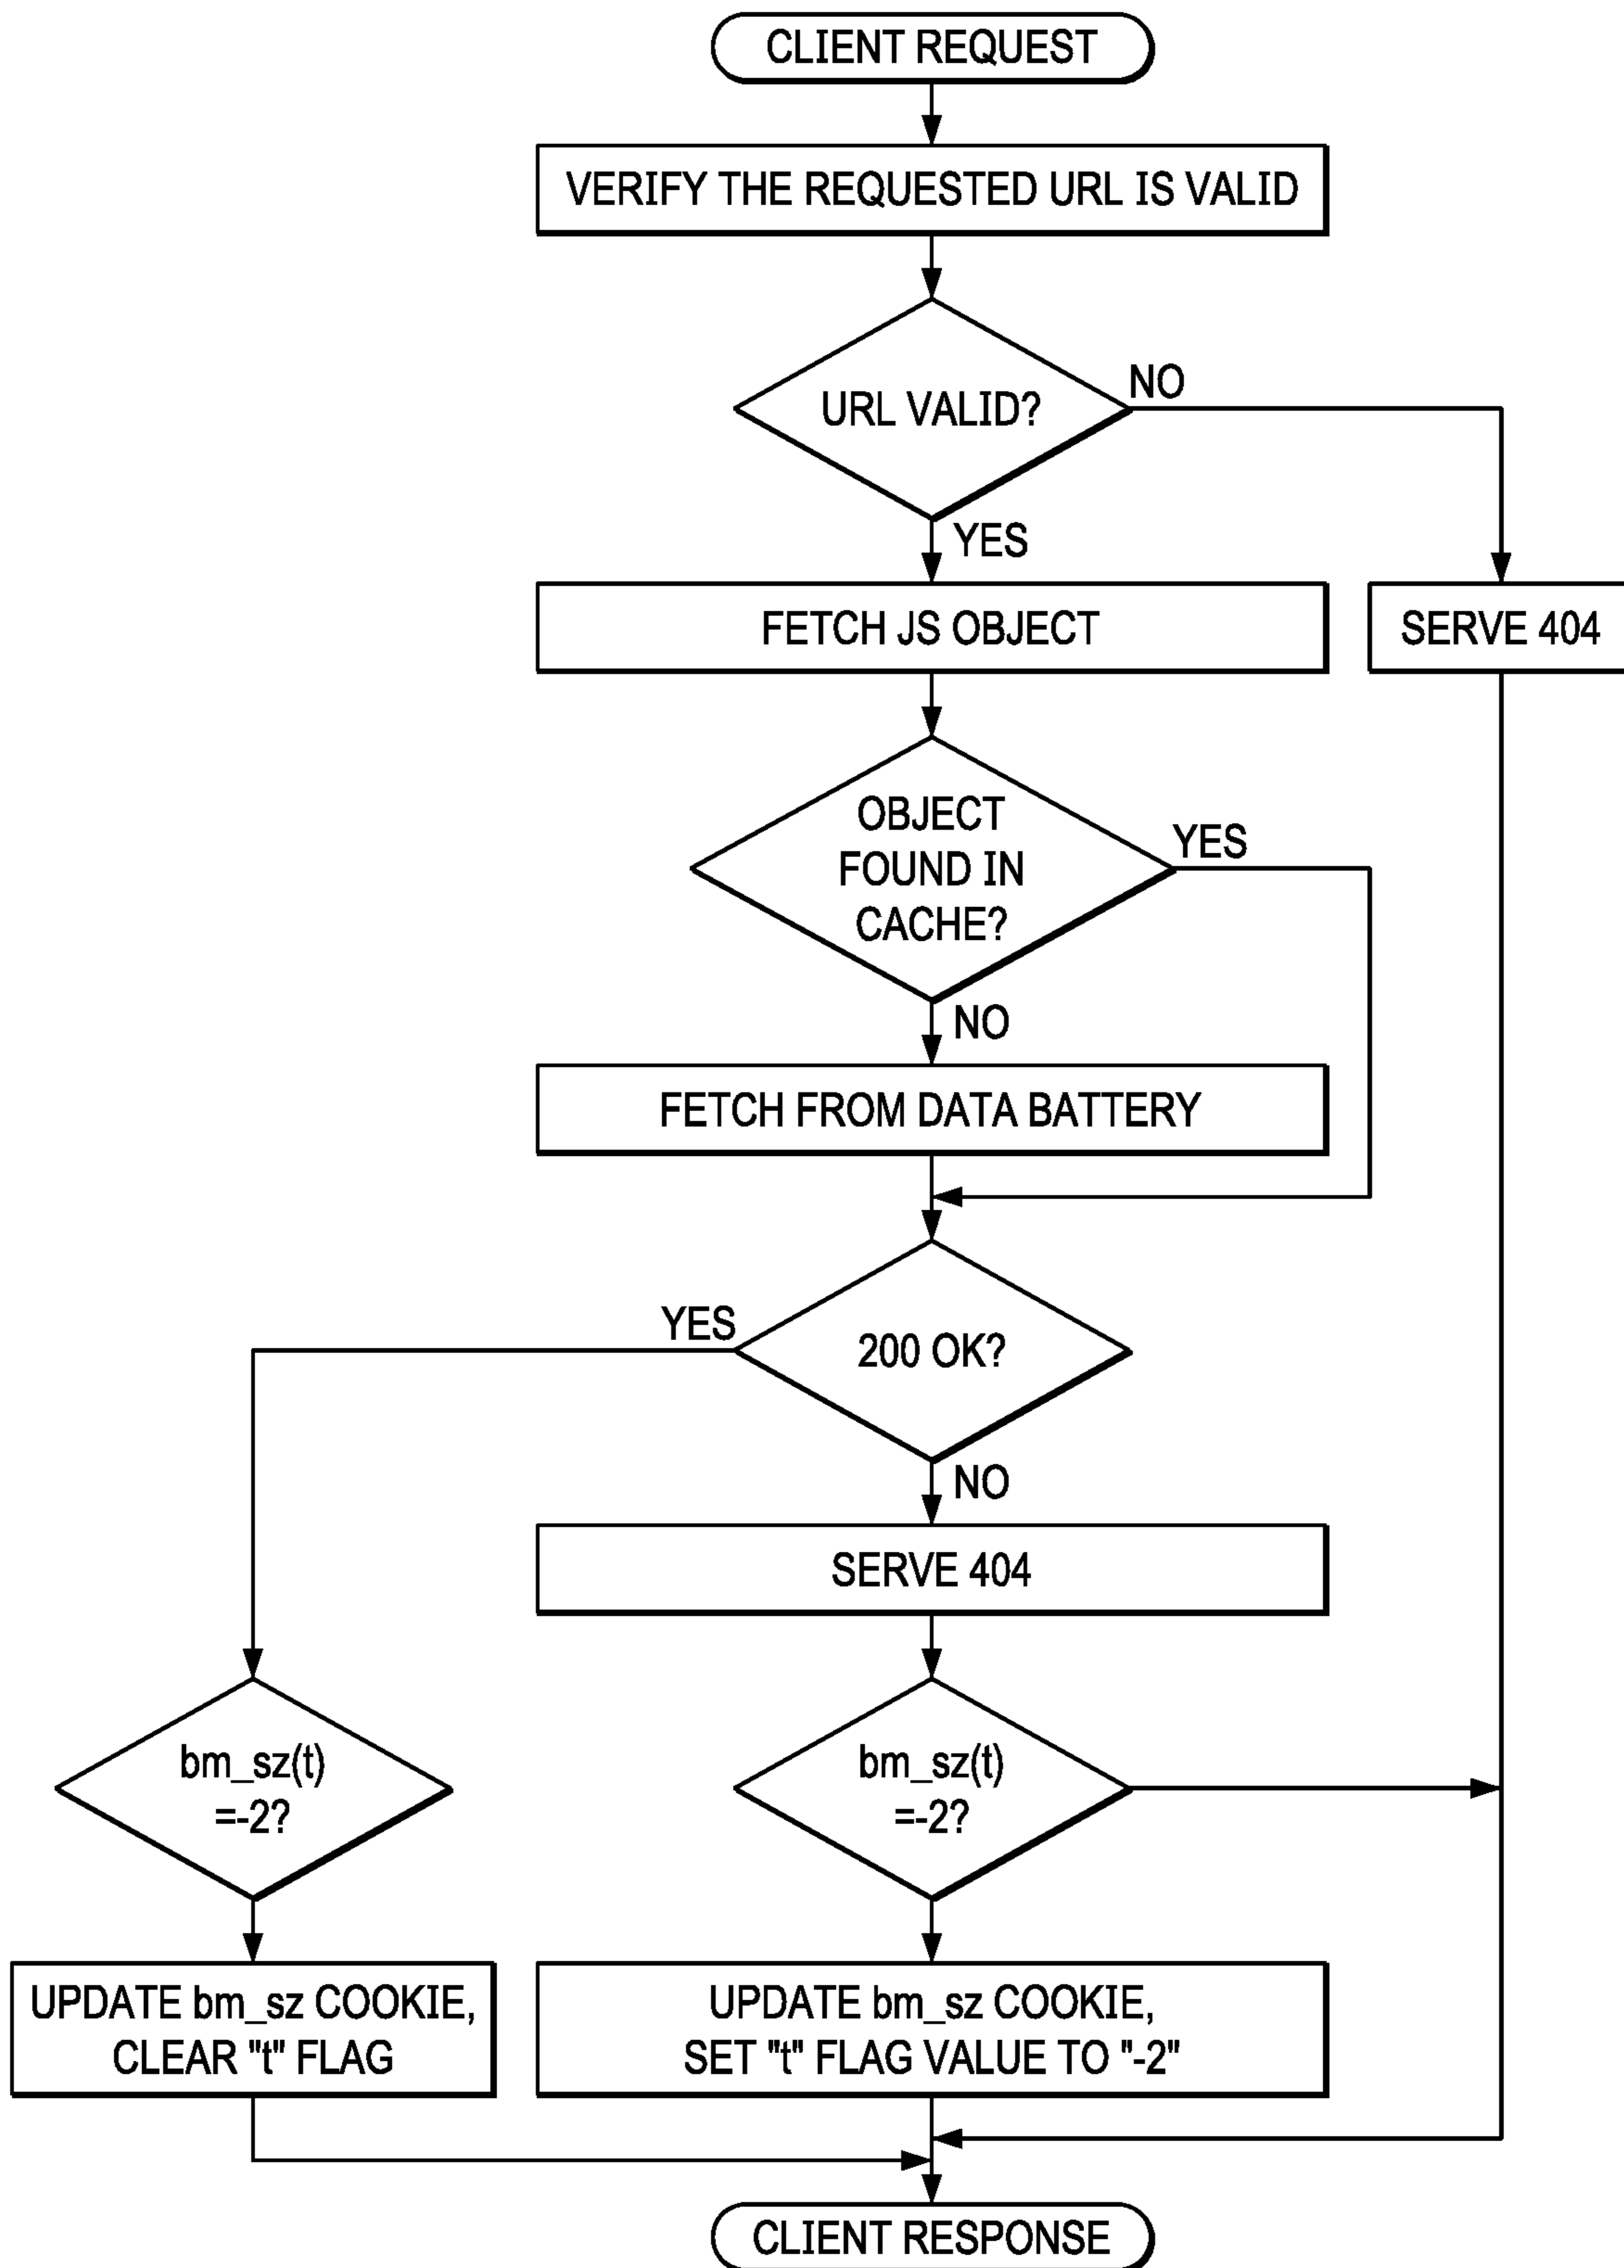 CLIENT REQUEST
VERIFY THE REQUESTED URL IS VALID
URL VALID?
NO
YES
FETCH JS OBJECT
SERVE 404
OBJECT
FOUND IN
CACHE?
YES
NO
FETCH FROM DATA BATTERY
YES
200 OK?
NO
SERVE 404
bm_sz(t)
=-2?
bm_sz(t)
=-2?
UPDATE bm_sz COOKIE,
CLEAR "t" FLAG
UPDATE bm_sz COOKIE,
SET "t" FLAG VALUE TO "-2"
CLIENT RESPONSE